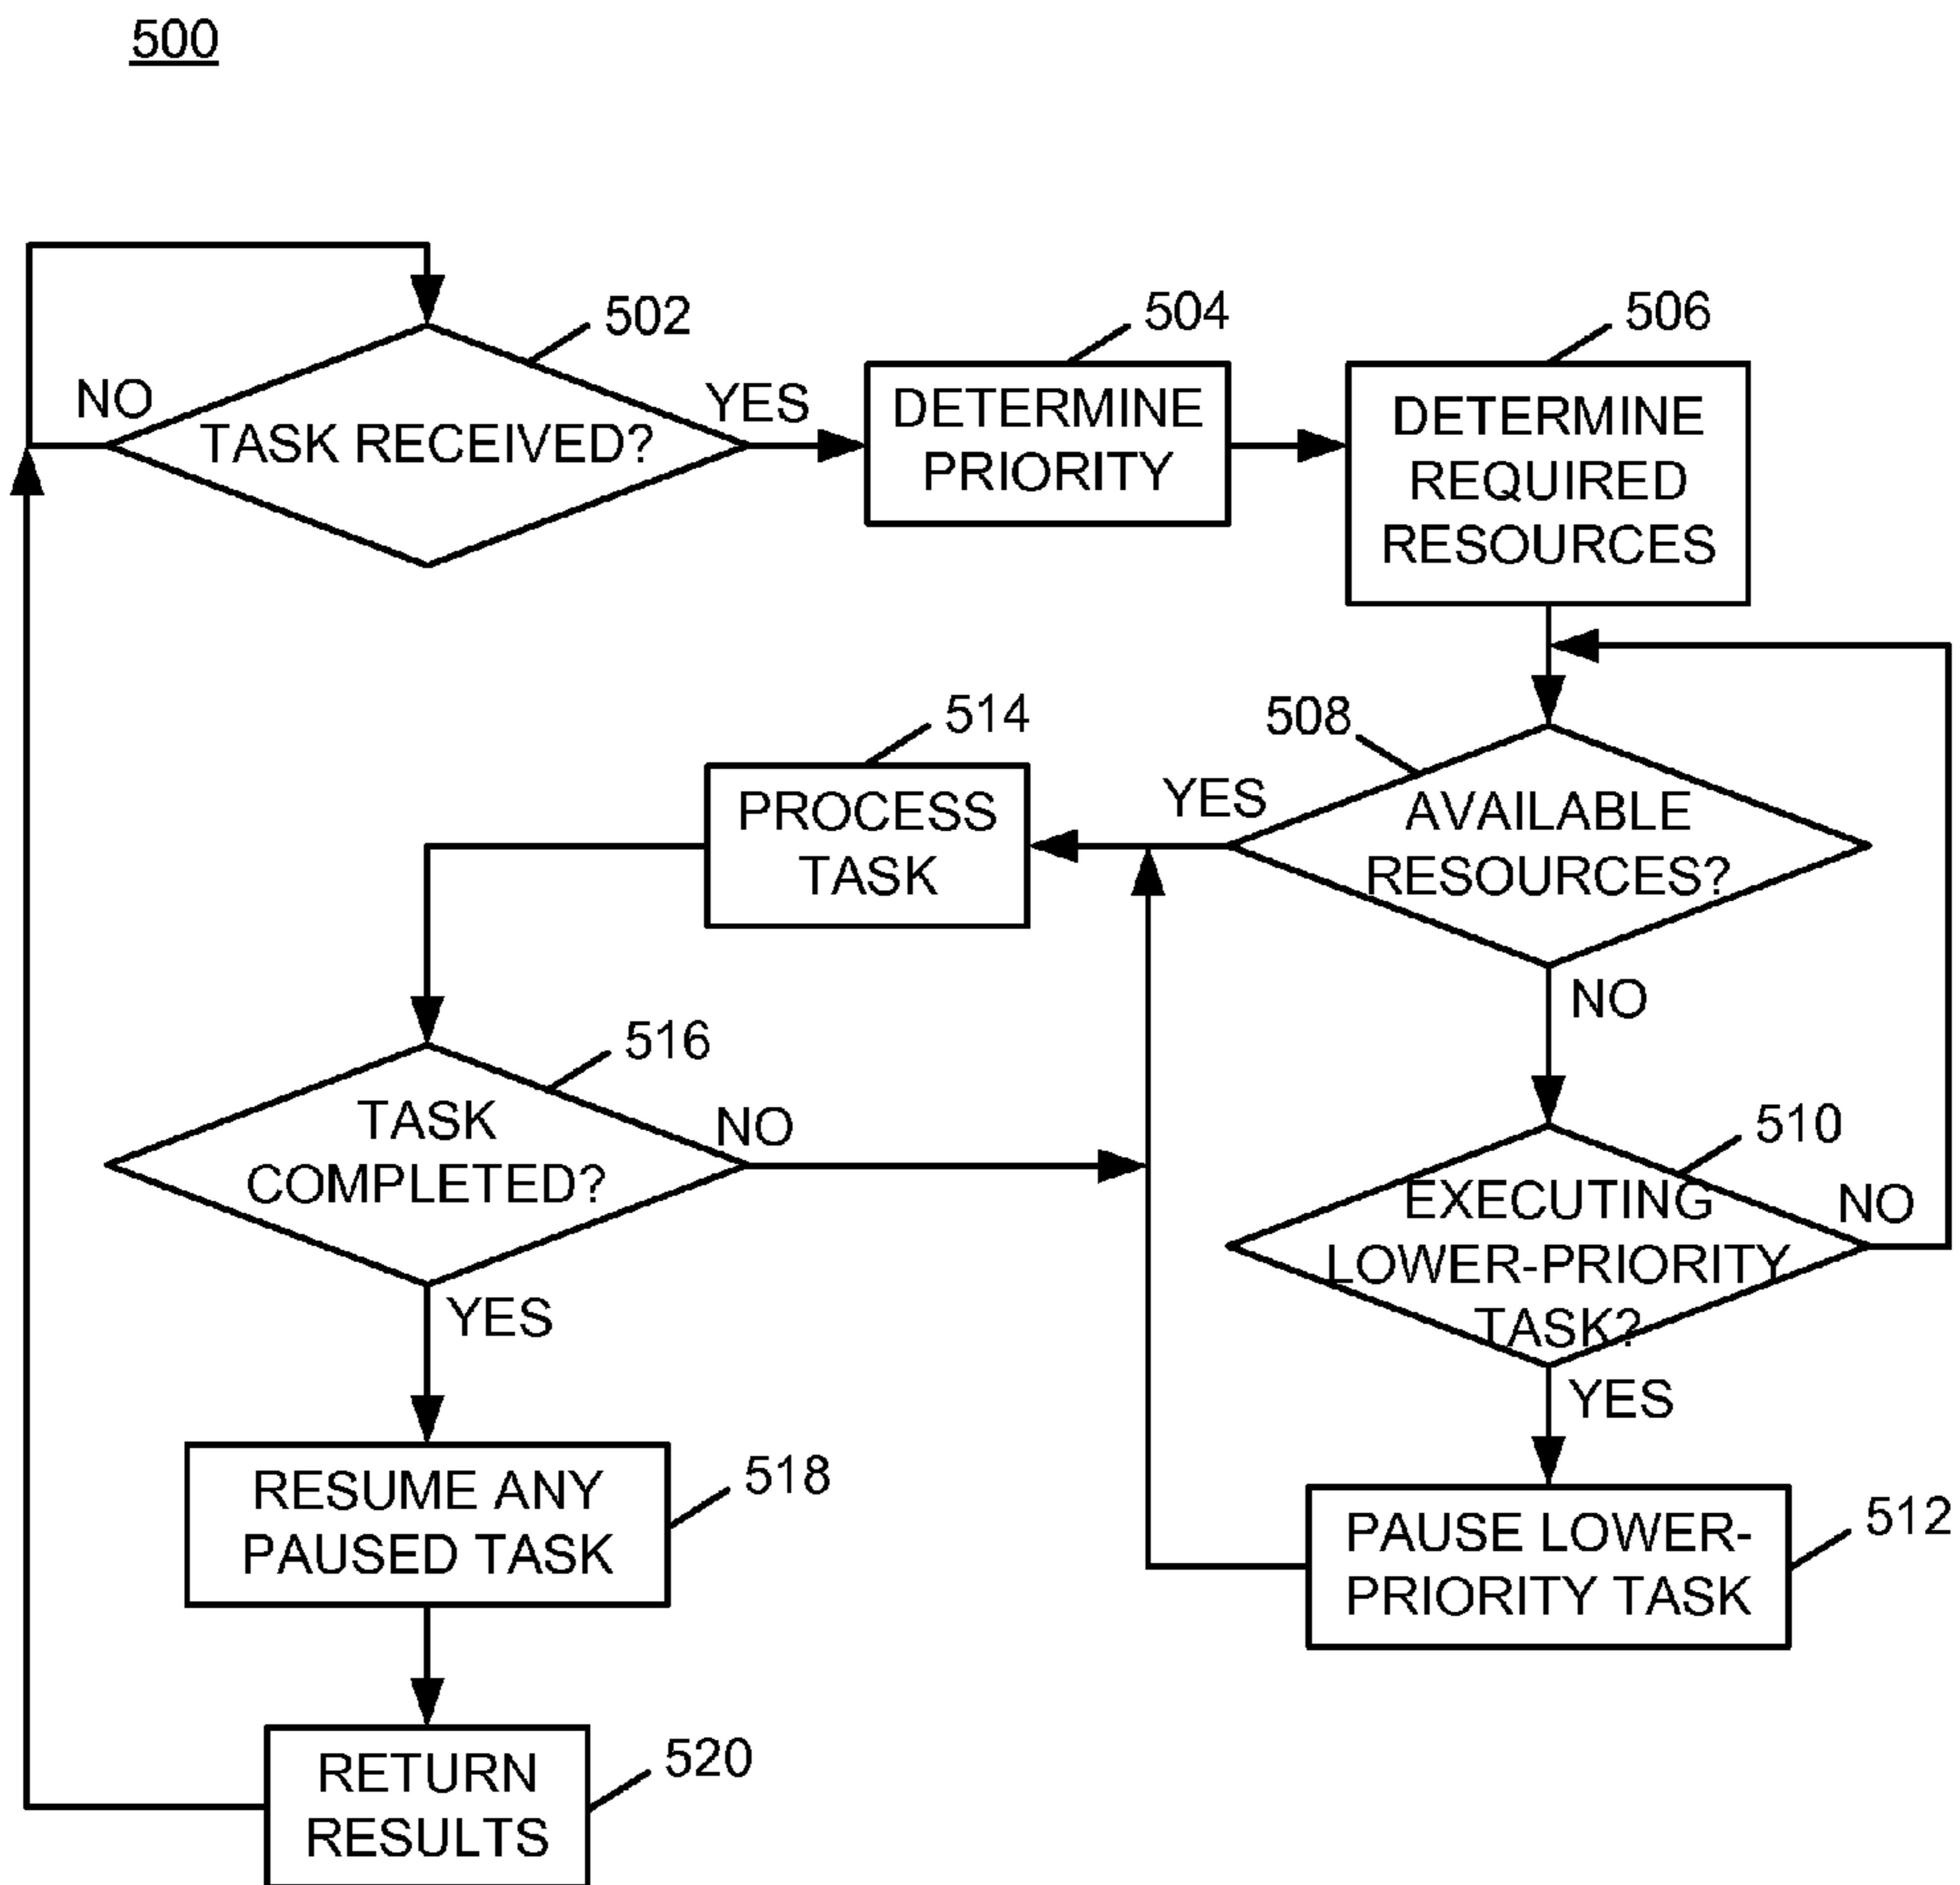 500
502
NO
TASK RECEIVED?
YES
504
DETERMINE
PRIORITY
506
DETERMINE
REQUIRED
RESOURCES
508
AVAILABLE
RESOURCES?
YES
NO
514
PROCESS
TASK
510
EXECUTING
LOWER-PRIORITY
TASK?
NO
YES
512
PAUSE LOWER-
PRIORITY TASK
516
TASK
COMPLETED?
NO
YES
518
RESUME ANY
PAUSED TASK
520
RETURN
RESULTS